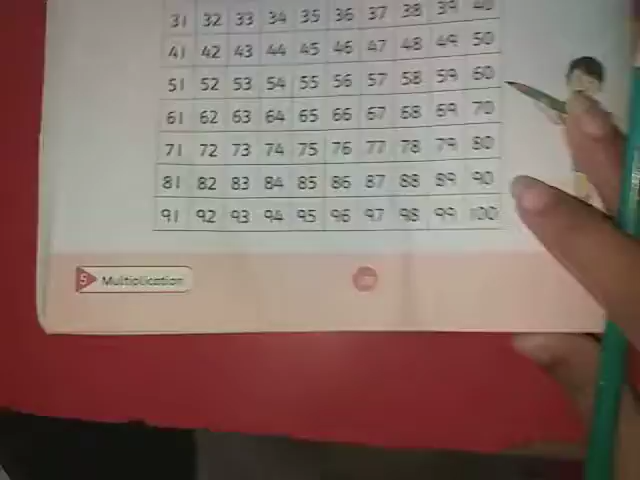 31 32 33 34 35 36 37 38 39 40
41 42 43 44 45 46 47 48 49 50
51 52 53 54 55 56 57 58 59 60
61 62 63 64 65 66 67 68 69 70
71 72 73 74 75 76 77 78 79 80
81 82 83 84 85 86 87 88 89 90
91 92 93 94 95 96 97 98 99 100
5 Multiplication